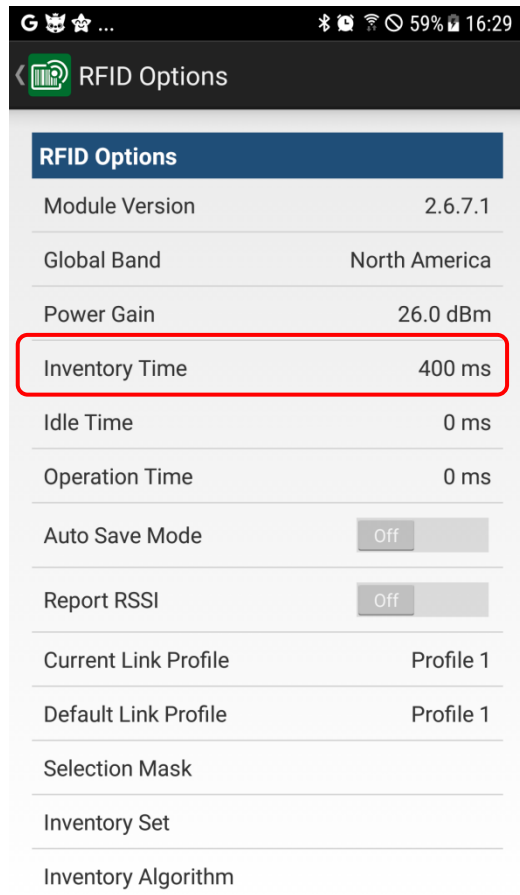 G ... 59% 16:29
RFID Options
RFID Options
Module Version 2.6.7.1
Global Band North America
Power Gain 26.0 dBm
Inventory Time 400 ms
Idle Time 0 ms
Operation Time 0 ms
Auto Save Mode Off
Report RSSI Off
Current Link Profile Profile 1
Default Link Profile Profile 1
Selection Mask
Inventory Set
Inventory Algorithm